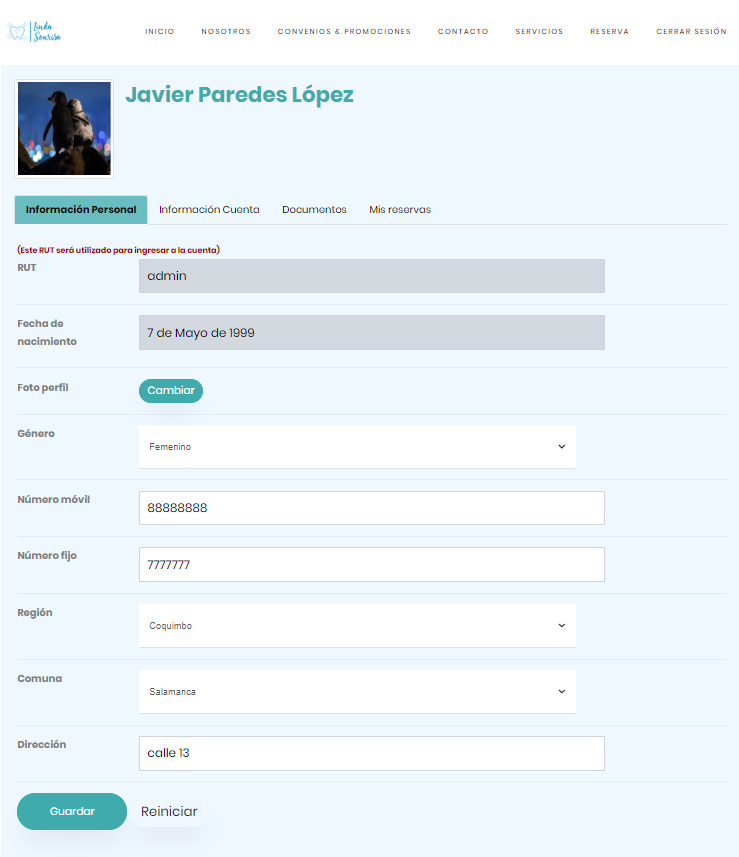 Linda
Sonrisa
INICIO NOSOTROS CONVENIOS & PROMOCIONES CONTACTO SERVICIOS RESERVA CERRAR SESIÓN
Javier Paredes López
Información Personal Información Cuenta Documentos Mis reservas
(Este RUT será utilizado para ingresar a la cuenta)
RUT
admin
Fecha de
nacimiento
7 de Mayo de 1999
Foto perfil
Cambiar
Género
Femenino
Número móvil
88888888
Número fijo
7777777
Región
Coquimbo
Comuna
Salamanca
Dirección
calle 13
Guardar Reiniciar